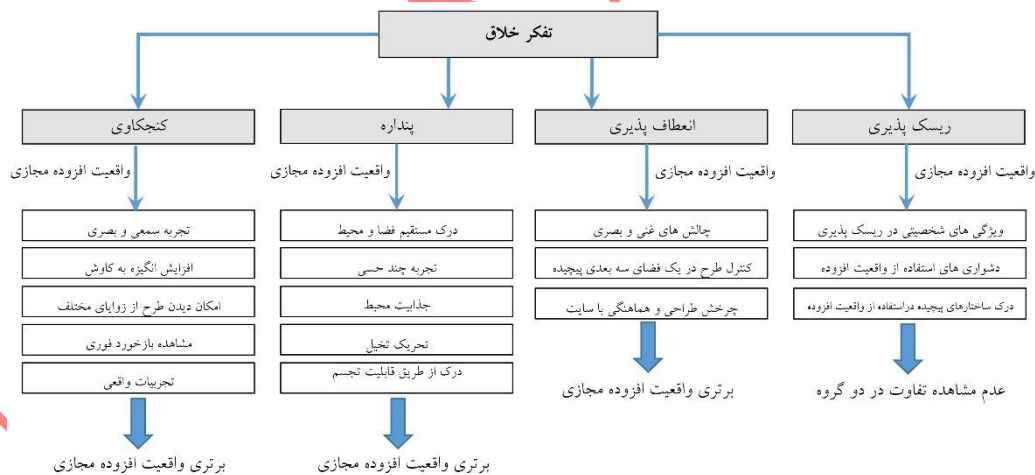 تفکر خلاق
ریسک پذیری
انعطاف پذیری
پنداره
کنجکاوی
واقعیت افزوده مجازی
واقعیت افزوده مجازی
واقعیت افزوده مجازی
واقعیت افزوده مجازی
ویژگی های شخصیتی در ریسک پذیری
دشواری های استفاده از واقعیت افزوده
درک ساختارهای پیچیده دراستفاده از واقعیت افزوده
عدم مشاهده تفاوت در دو گروه
چالش های غنی و بصری
کنترل طرح در یک فضای سه بعدی پیچیده
چرخش طراحی و هماهنگی با سایت
برتری واقعیت افزوده مجازی
درک مستقیم فضا و محیط
تجربه چند حسی
جذابیت محیط
تحریک تخیل
درک از طریق قابلیت تجسم
برتری واقعیت افزوده مجازی
تجربه سمعی و بصری
افزایش انگیزه به کاوش
امکان دیدن طرح از زوایای مختلف
مشاهده بازخورد فوری
تجربیات واقعی
برتری واقعیت افزوده مجازی